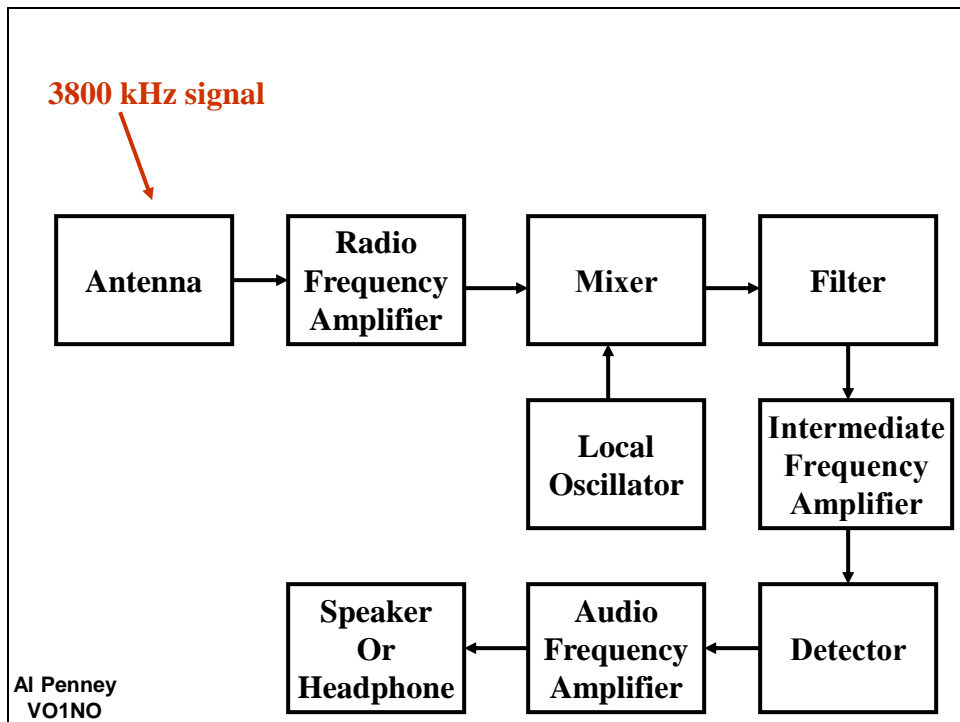 3800 kHz signal
Antenna
Radio
Frequency
Amplifier
Mixer
Filter
Local
Oscillator
Intermediate
Frequency
Amplifier
Speaker
Or
Headphone
Audio
Frequency
Amplifier
Detector
Al Penney
VO1NO